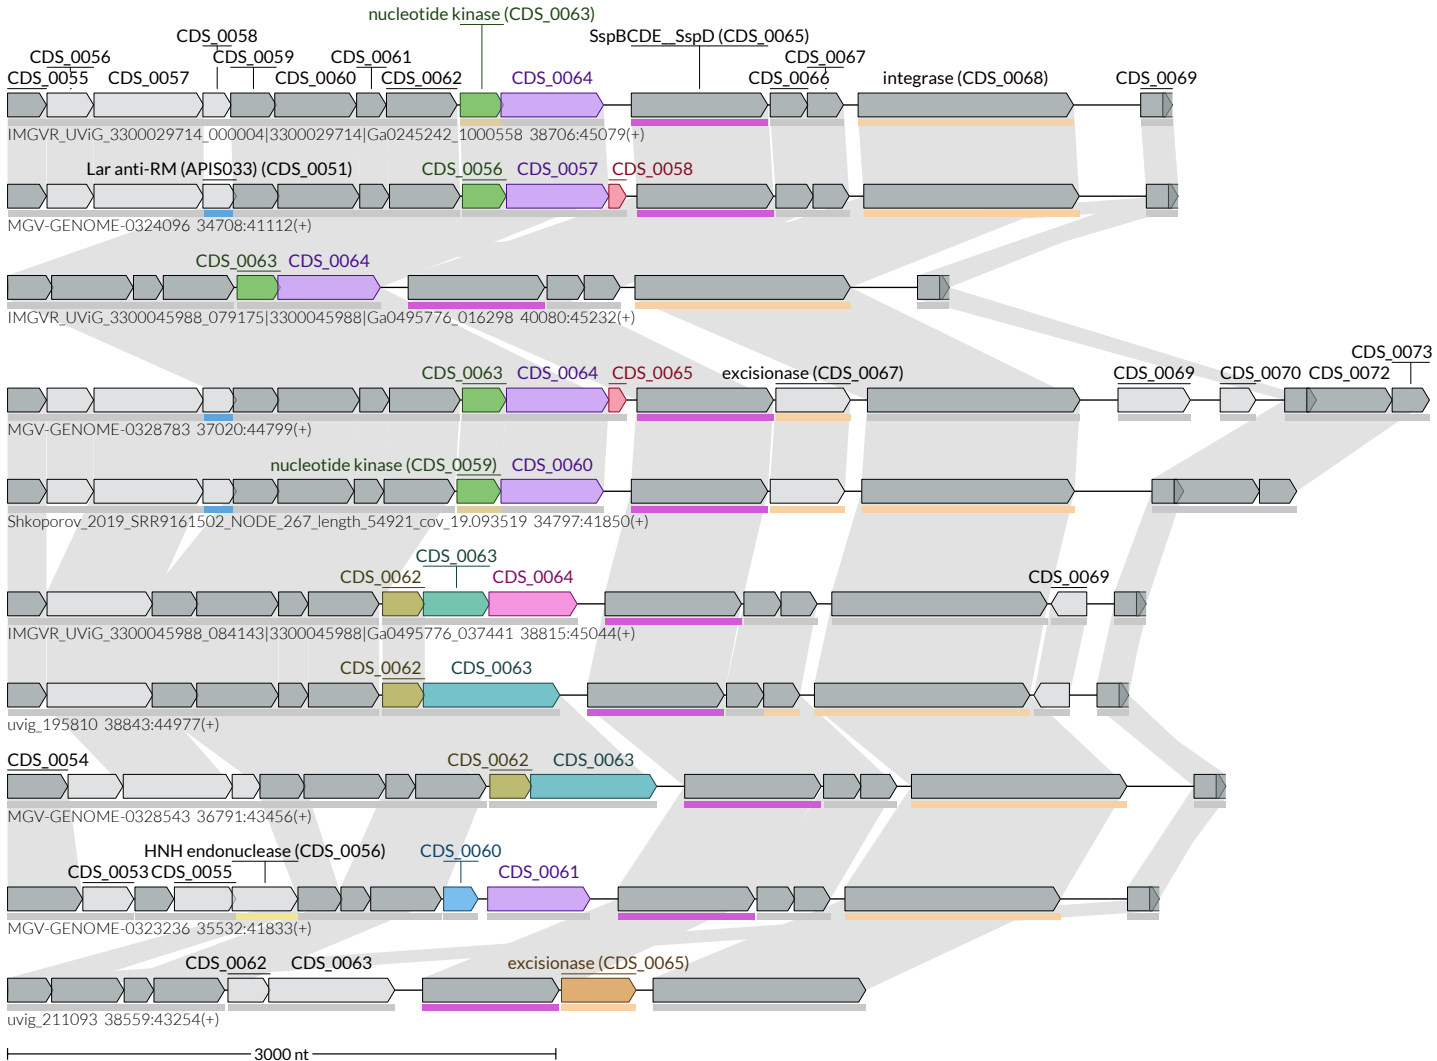 nucleotide kinase (CDS_0063)
CDS_0058 SspBCDE__SspD (CDS_0065)
CDS_0056 CDS_0059 CDS_0061 CDS_0067
CDS_0055 CDS_0057 CDS_0060 CDS_0062 CDS_0064 CDS_0066 integrase (CDS_0068) CDS_0069
IMGVR_UViG_3300029714_000004|3300029714|Ga0245242_1000558 38706:45079(+)
Lar anti-RM (APIS033) (CDS_0051) CDS_0056 CDS_0057 CDS_0058
MGV-GENOME-0324096 34708:41112(+)
CDS_0063 CDS_0064
IMGVR_UViG_3300045988_079175|3300045988|Ga0495776_016298 40080:45232(+)
CDS_0073
CDS_0063 CDS_0064 CDS_0065 excisionase (CDS_0067) CDS_0069 CDS_0070 CDS_0072
MGV-GENOME-0328783 37020:44799(+)
nucleotide kinase (CDS_0059) CDS_0060
Shkoporov_2019_SRR9161502_NODE_267_length_54921_cov_19.093519 34797:41850(+)
CDS_0063
CDS_0062 CDS_0064 CDS_0069
IMGVR_UViG_3300045988_084143|3300045988|Ga0495776_037441 38815:45044(+)
CDS_0062 CDS_0063
uvig_195810 38843:44977(+)
CDS_0054 CDS_0062 CDS_0063
MGV-GENOME-0328543 36791:43456(+)
HNH endonuclease (CDS_0056) CDS_0060
CDS_0053 CDS_0055 CDS_0061
MGV-GENOME-0323236 35532:41833(+)
CDS_0062 CDS_0063 excisionase (CDS_0065)
uvig_211093 38559:43254(+)
3000 nt